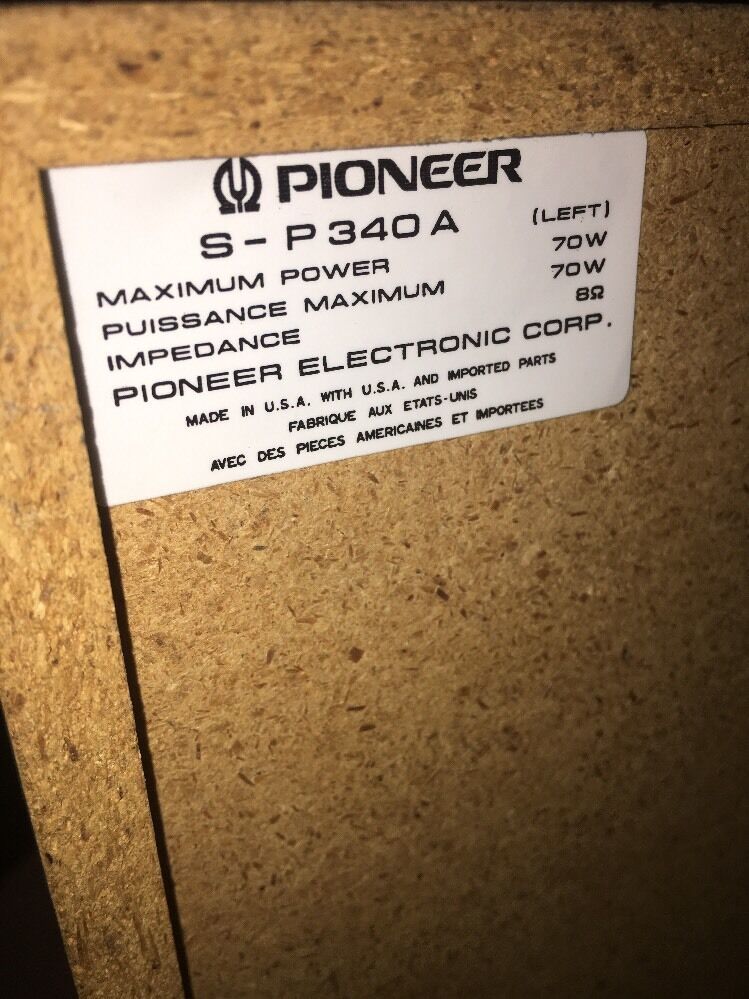 PIONEER
S-P340A (LEFT)
MAXIMUM POWER 70W
PUISSANCE MAXIMUM 70W
IMPEDANCE 8Ω
PIONEER ELECTRONIC CORP.
MADE IN U.S.A. WITH U.S.A. AND IMPORTED PARTS
FABRIQUE AUX ETATS-UNIS
AVEC DES PIECES AMERICAINES ET IMPORTEES